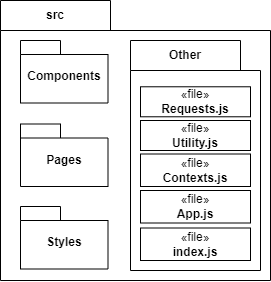 src
Components
Pages
Styles
Other
«file»
Requests.js
«file»
Utility.js
«file»
Contexts.js
«file»
App.js
«file»
index.js